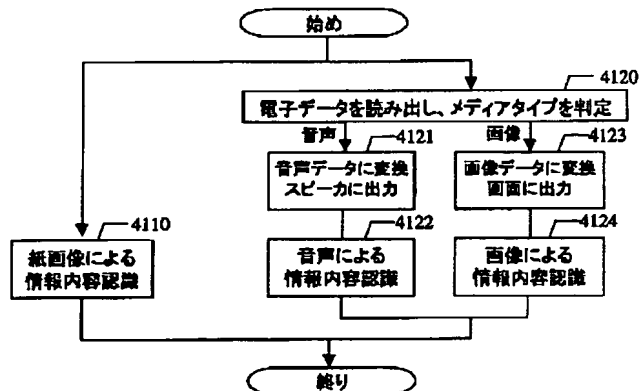 始め
4120
電子データを読み出し、メディアタイプを判定
音声
4121
画像
4123
音声データに変換
スピーカに出力
画像データに変換
画面に出力
4110
4122
4124
紙画像による
情報内容認識
音声による
情報内容認識
画像による
情報内容認識
終り